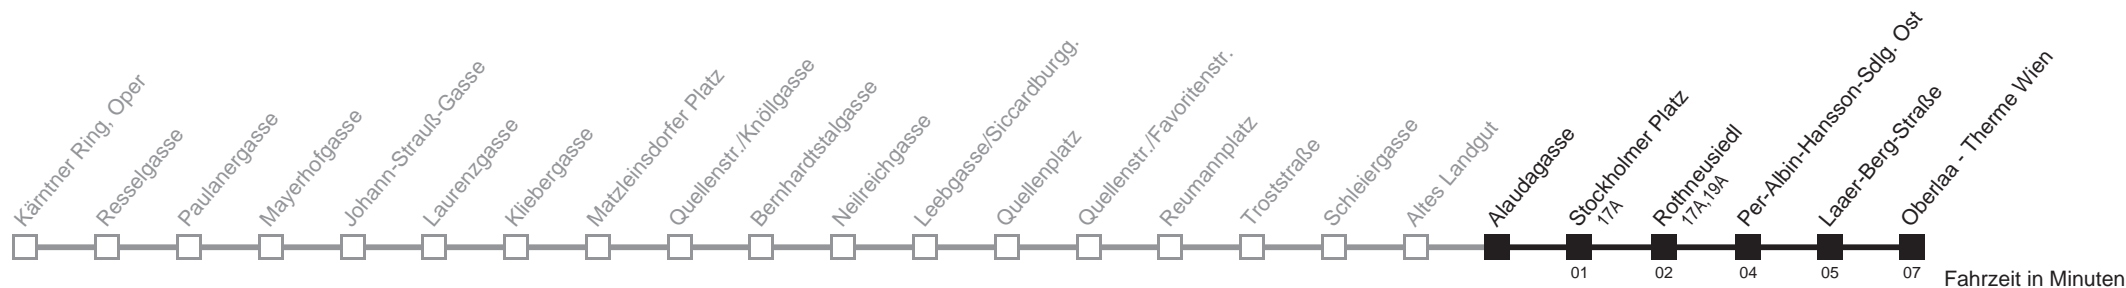 Kärntner Ring, Oper
Resselgasse
Paulanergasse
Mayerhofgasse
Johann-Strauß-Gasse
Laurenzgasse
Kliebergasse
Matzleinsdorfer Platz
Quellenstr./Knöllgasse
Bernhardtstalgasse
Neilreichgasse
Leebgasse/Siccardburgg.
Quellenplatz
Quellenstr./Favoritenstr.
Reumannplatz
Troststraße
Schleiergasse
Altes Landgut
Alaudagasse
Stockholmer Platz
17A
Rothneusiedl
17A,19A
Per-Albin-Hansson-Sdlg. Ost
Laaer-Berg-Straße
Oberlaa - Therme Wien
01 02 04 05 07 Fahrzeit in Minuten